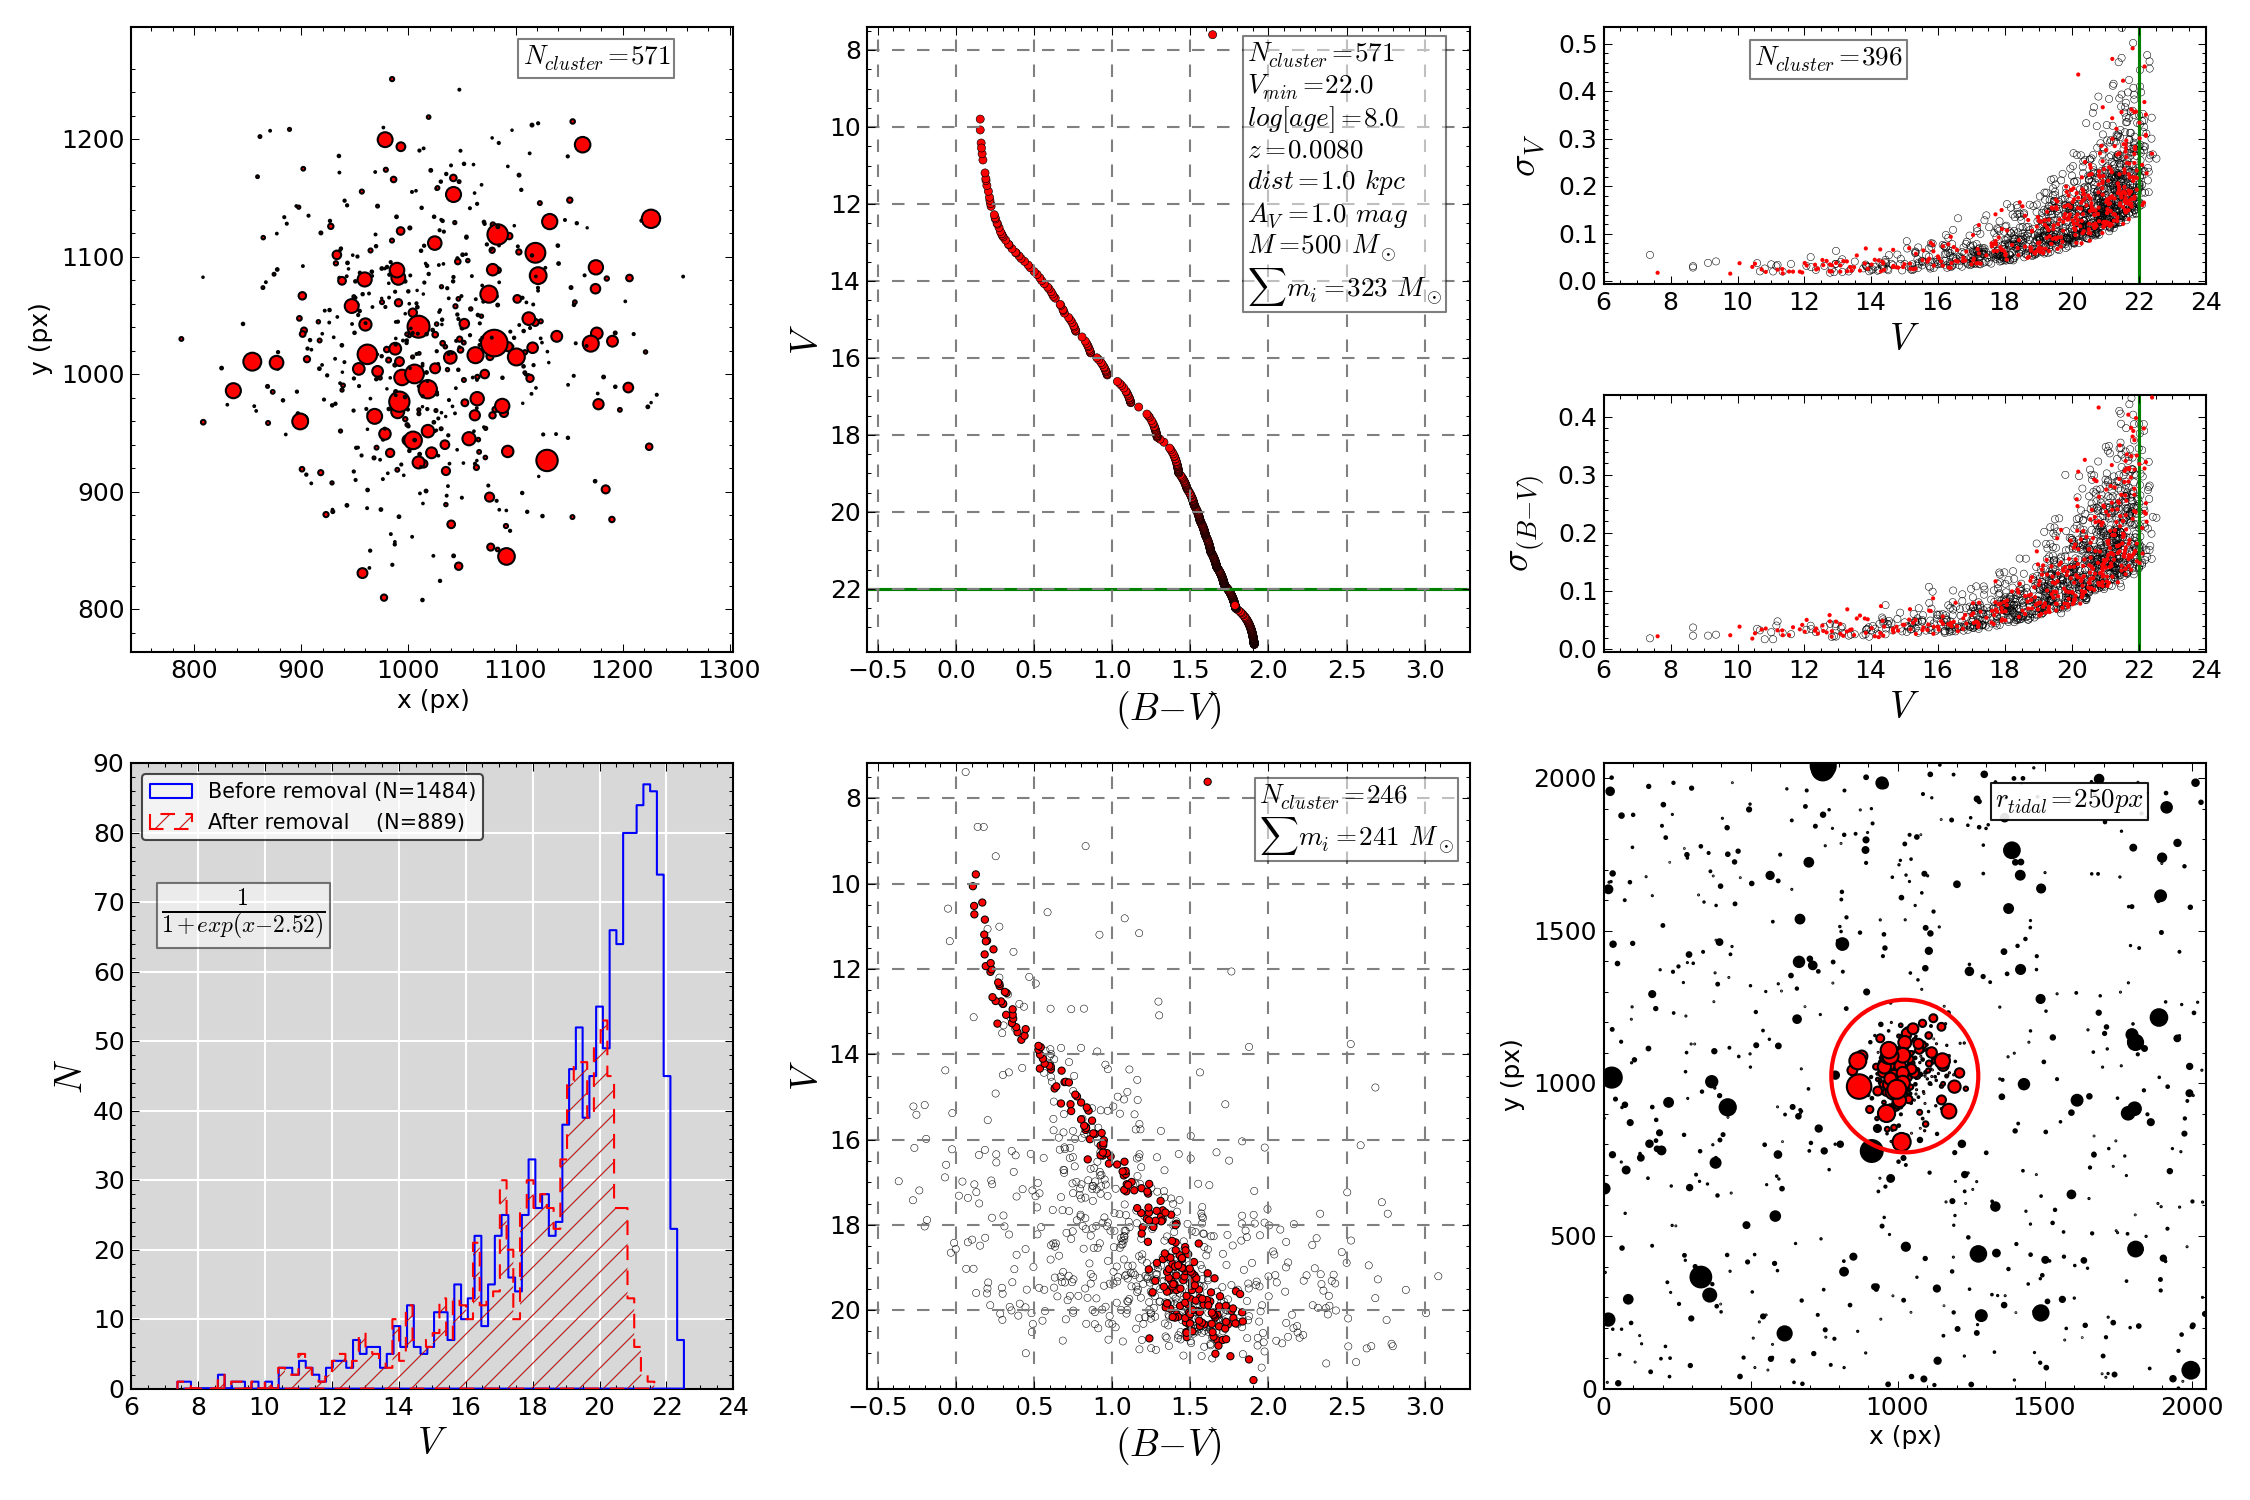 N_cluster=571
1200
1100
1000
900
800
y (px)
800 900 1000 1100 1200 1300
x (px)
N_cluster=571
V_min=22.0
log[age]=8.0
z=0.0080
dist=1.0 kpc
A_V=1.0 mag
M=500 M_⊙
∑m_i=323 M_⊙
8
10
12
14
16
18
20
22
V
−0.5 0.0 0.5 1.0 1.5 2.0 2.5 3.0
(B−V)
N_cluster=396
0.5
0.4
0.3
0.2
0.1
0.0
σ_V
6 8 10 12 14 16 18 20 22 24
V
0.4
0.3
0.2
0.1
0.0
σ_(B−V)
6 8 10 12 14 16 18 20 22 24
V
Before removal (N=1484)
After removal (N=889)
1
1+exp(x−2.52)
90
80
70
60
50
40
30
20
10
0
N
6 8 10 12 14 16 18 20 22 24
V
N_cluster=246
∑m_i=241 M_⊙
8
10
12
14
16
18
20
V
−0.5 0.0 0.5 1.0 1.5 2.0 2.5 3.0
(B−V)
r_tidal=250px
2000
1500
1000
500
0
y (px)
0 500 1000 1500 2000
x (px)